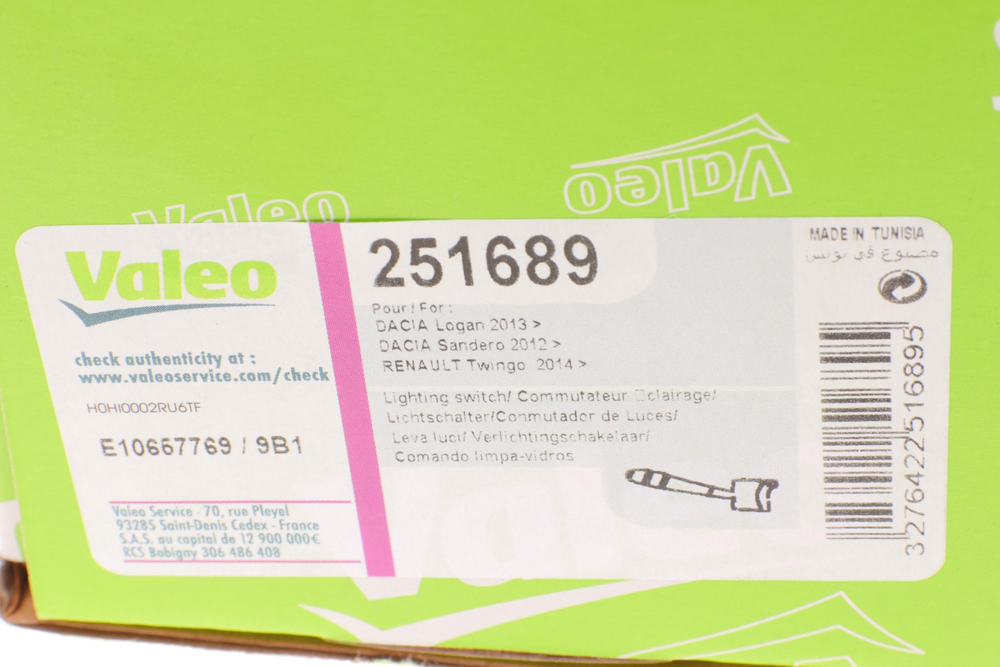 Valeo
Valeo
Valeo
check authenticity at :
www.valeoservice.com/check
H0HI0002RU6TF
E10657769 / 9B1
Valeo Service - 70, rue Pleyel
93285 Saint-Denis Cedex - France
S.A.S. au capital de 12 900 000€
RCS Bobigny 306 486 408
251689
Pour / For :
DACIA Logan 2013 >
DACIA Sandero 2012 >
RENAULT Twingo 2014 >
Lighting switch/ Commutateur Eclairage/
Lichtschalter/Conmutador de Luces/
Leva luci/ Verlichtingschakelaar/
Comando limpa-vidros
MADE IN TUNISIA
مصنوع في تونس
3276422516895